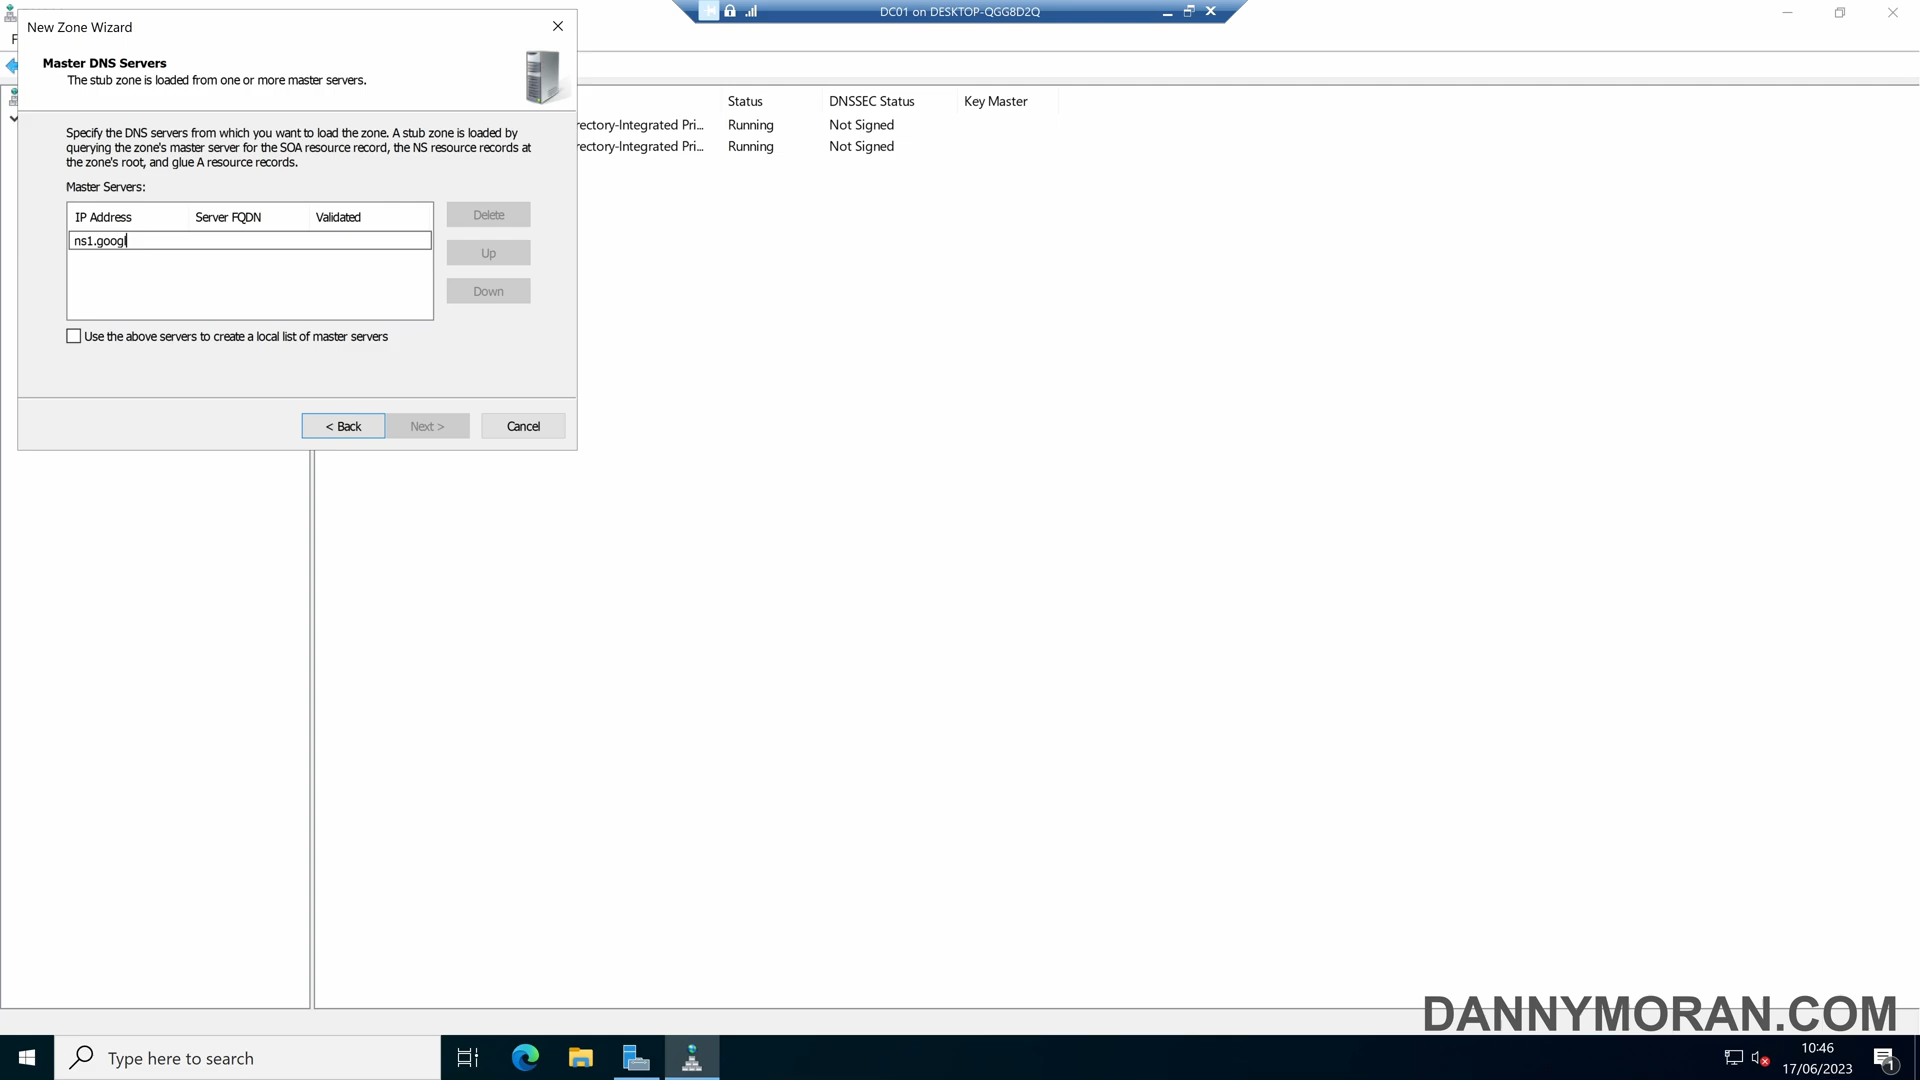 DC01 on DESKTOP-QGG8D2Q
New Zone Wizard
Master DNS Servers
The stub zone is loaded from one or more master servers.
Specify the DNS servers from which you want to load the zone. A stub zone is loaded by
querying the zone's master server for the SOA resource record, the NS resource records at
the zone's root, and glue A resource records.
Master Servers:
IP Address Server FQDN Validated
ns1.googl
Delete
Up
Down
Use the above servers to create a local list of master servers
< Back Next > Cancel
Status DNSSEC Status Key Master
rectory-Integrated Pri... Running Not Signed
rectory-Integrated Pri... Running Not Signed
DANNYMORAN.COM
Type here to search
10:46
17/06/2023
1